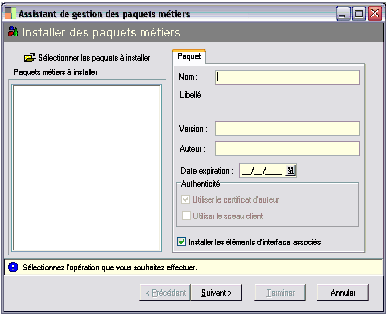 Assistant de gestion des paquets métiers
Installer des paquets métiers
Sélectionner les paquets à installer
Paquets métiers à installer
Paquet
Nom :
Libellé
Version :
Auteur :
Date expiration : __/__/____
Authenticité
Utiliser le certificat d'auteur
Utiliser le sceau client
Installer les éléments d'interface associés
Sélectionnez l'opération que vous souhaitez effectuer.
< Précédent
Suivant >
Terminer
Annuler